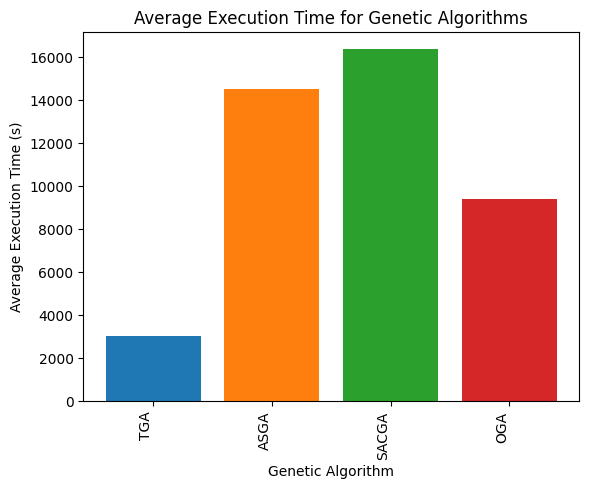 Average Execution Time for Genetic Algorithms
Average Execution Time (s)
16000
14000
12000
10000
8000
6000
4000
2000
0
TGA
ASGA
SACGA
OGA
Genetic Algorithm